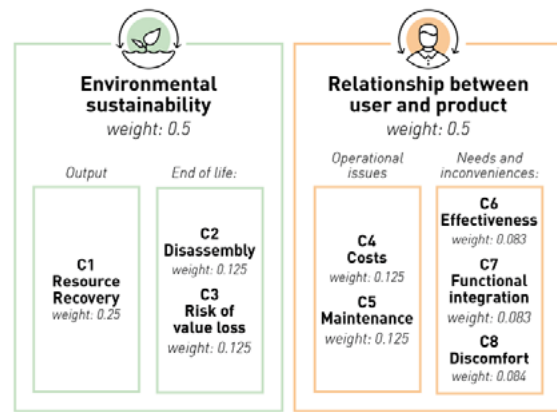 Environmental
sustainability
weight: 0.5
Output
End of life:
C1
Resource
Recovery
weight: 0.25
C2
Disassembly
weight: 0.125
C3
Risk of
value loss
weight: 0.125
Relationship between
user and product
weight: 0.5
Operational
issues
Needs and
inconveniences:
C4
Costs
weight: 0.125
C5
Maintenance
weight: 0.125
C6
Effectiveness
weight: 0.083
C7
Functional
integration
weight: 0.083
C8
Discomfort
weight: 0.084